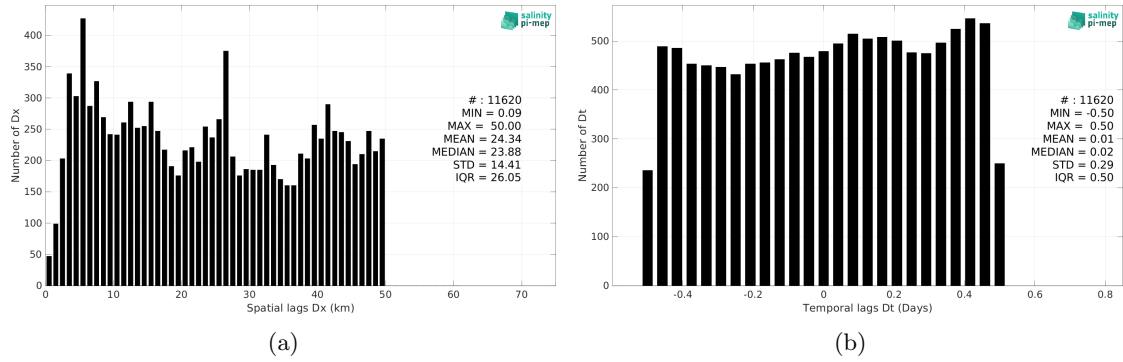 salinity
pi-mep
400
350
300
250
200
150
100
50
0
Number of Dx
# : 11620
MIN = 0.09
MAX = 50.00
MEAN = 24.34
MEDIAN = 23.88
STD = 14.41
IQR = 26.05
0 10 20 30 40 50 60 70
Spatial lags Dx (km)
(a)
salinity
pi-mep
500
400
300
200
100
0
Number of Dt
# : 11620
MIN = -0.50
MAX = 0.50
MEAN = 0.01
MEDIAN = 0.02
STD = 0.29
IQR = 0.50
-0.4 -0.2 0 0.2 0.4 0.6 0.8
Temporal lags Dt (Days)
(b)